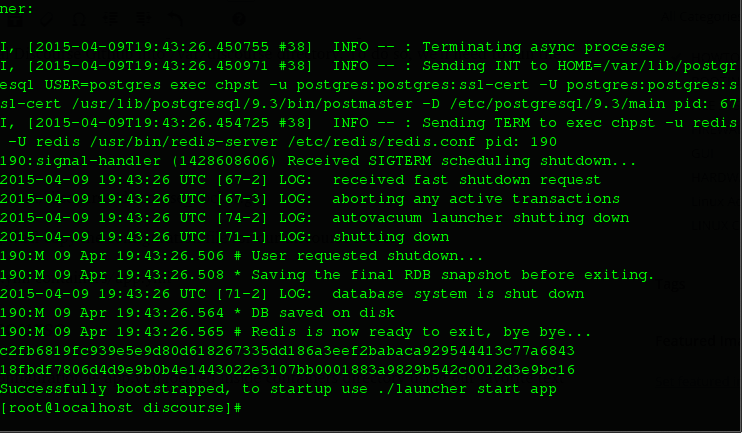 ner:
I, [2015-04-09T19:43:26.450755 #38]  INFO -- : Terminating async processes
I, [2015-04-09T19:43:26.450971 #38]  INFO -- : Sending INT to HOME=/var/lib/postgr
esql USER=postgres exec chpst -u postgres:postgres:ssl-cert -U postgres:postgres:s
sl-cert /usr/lib/postgresql/9.3/bin/postmaster -D /etc/postgresql/9.3/main pid: 67
I, [2015-04-09T19:43:26.454725 #38]  INFO -- : Sending TERM to exec chpst -u redis
 -U redis /usr/bin/redis-server /etc/redis/redis.conf pid: 190
190:signal-handler (1428608606) Received SIGTERM scheduling shutdown...
2015-04-09 19:43:26 UTC [67-2] LOG:  received fast shutdown request
2015-04-09 19:43:26 UTC [67-3] LOG:  aborting any active transactions
2015-04-09 19:43:26 UTC [74-2] LOG:  autovacuum launcher shutting down
2015-04-09 19:43:26 UTC [71-1] LOG:  shutting down
190:M 09 Apr 19:43:26.506 # User requested shutdown...
190:M 09 Apr 19:43:26.508 * Saving the final RDB snapshot before exiting.
2015-04-09 19:43:26 UTC [71-2] LOG:  database system is shut down
190:M 09 Apr 19:43:26.564 * DB saved on disk
190:M 09 Apr 19:43:26.565 # Redis is now ready to exit, bye bye...
c2fb6819fc939e5e9d80d618267335dd186a3eef2babaca929544413c77a6843
18fbdf7806d4d9e9b0b4e1443022e3107bb0001883a9829b542c0012d3e9bc16
Successfully bootstrapped, to startup use ./launcher start app
[root@localhost discourse]#